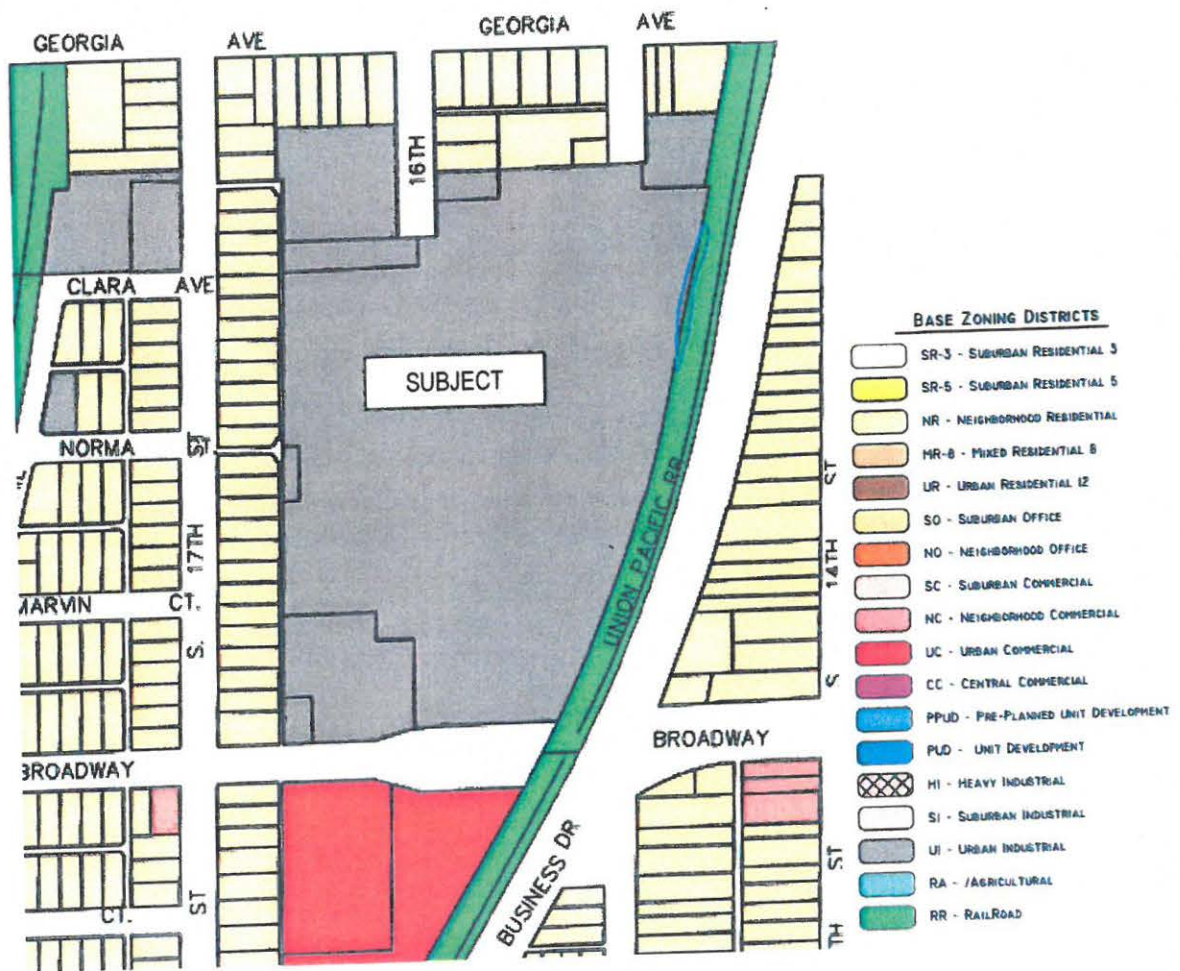 GEORGIA
AVE
GEORGIA
AVE
16TH
CLARA
AVE
SUBJECT
NORMA
ST
17TH
MARVIN
CT.
S.
UNION PACIFIC RR
ST
14TH
S
BROADWAY
BROADWAY
CT.
ST
BUSINESS DR
ST
TH
BASE ZONING DISTRICTS
SR-3 - SUBURBAN RESIDENTIAL 3
SR-5 - SUBURBAN RESIDENTIAL 5
NR - NEIGHBORHOOD RESIDENTIAL
MR-8 - MIXED RESIDENTIAL 8
UR - URBAN RESIDENTIAL 12
SO - SUBURBAN OFFICE
NO - NEIGHBORHOOD OFFICE
SC - SUBURBAN COMMERCIAL
NC - NEIGHBORHOOD COMMERCIAL
UC - URBAN COMMERCIAL
CC - CENTRAL COMMERCIAL
PPUD - PRE-PLANNED UNIT DEVELOPMENT
PUD - UNIT DEVELOPMENT
HI - HEAVY INDUSTRIAL
SI - SUBURBAN INDUSTRIAL
UI - URBAN INDUSTRIAL
RA - /AGRICULTURAL
RR - RAILROAD